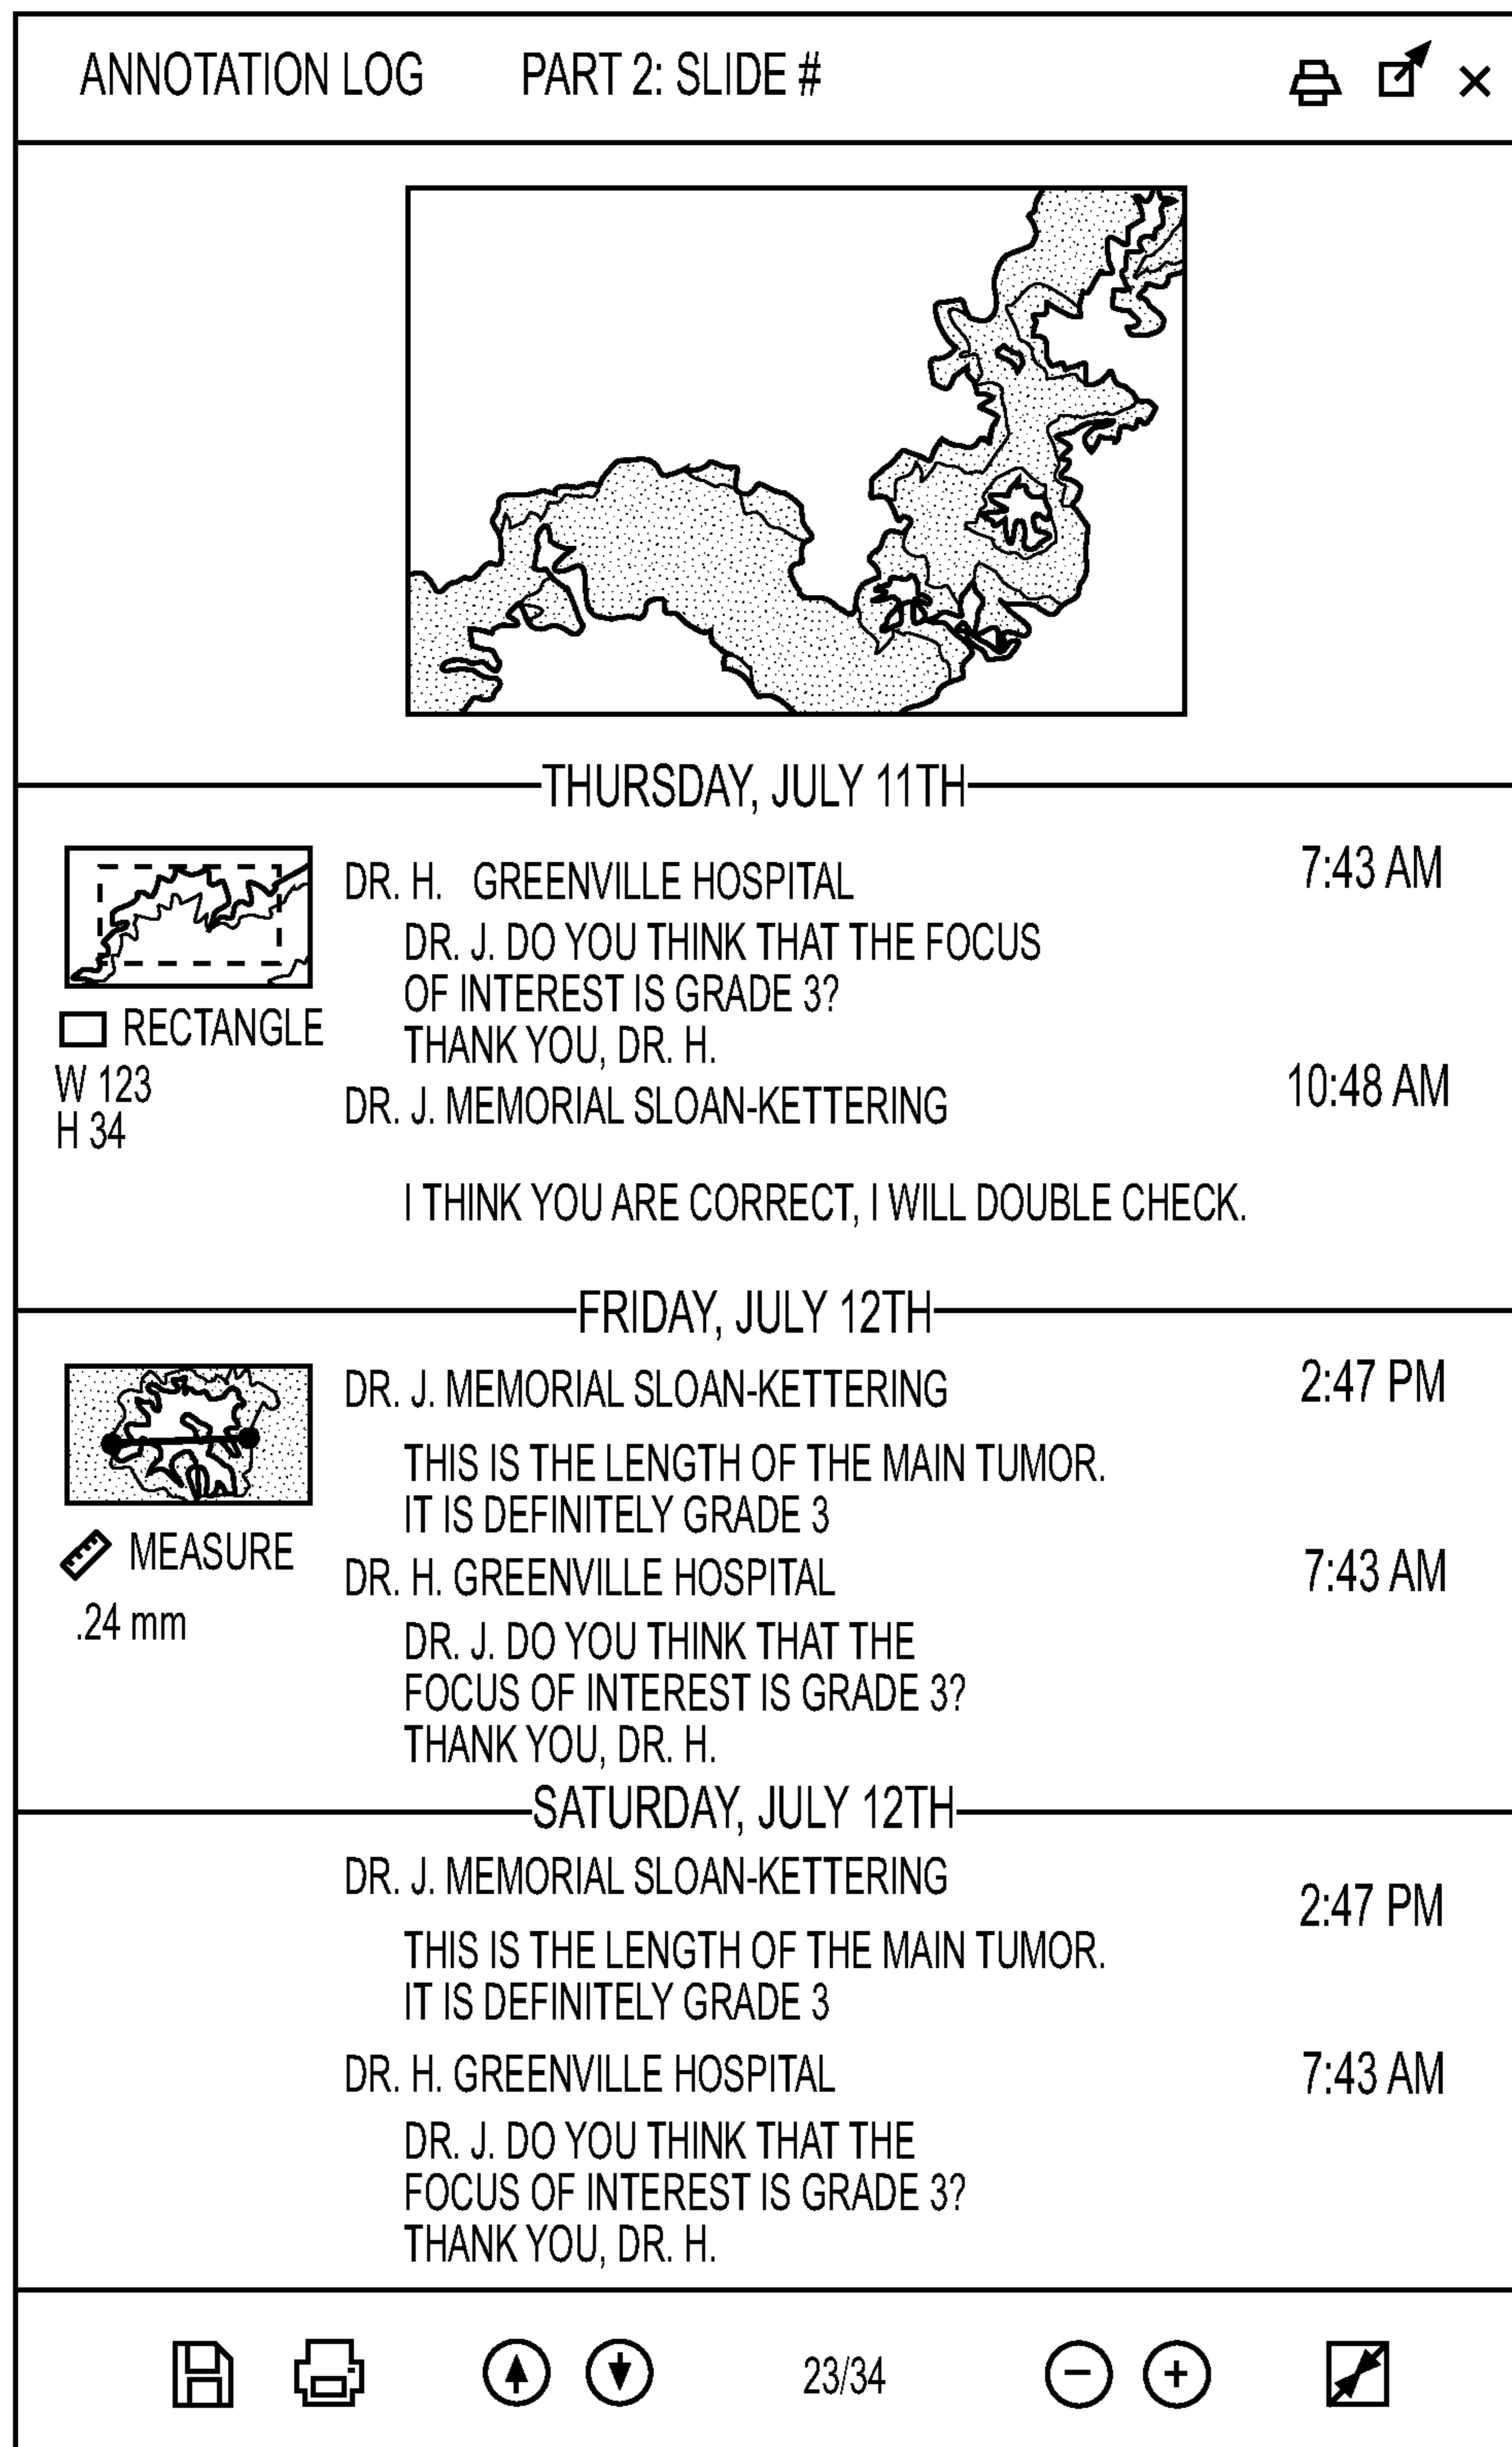 ANNOTATION LOG PART 2: SLIDE #
THURSDAY, JULY 11TH
DR. H. GREENVILLE HOSPITAL 7:43 AM
DR. J. DO YOU THINK THAT THE FOCUS
OF INTEREST IS GRADE 3?
THANK YOU, DR. H.
RECTANGLE
W 123
H 34
DR. J. MEMORIAL SLOAN-KETTERING 10:48 AM
I THINK YOU ARE CORRECT, I WILL DOUBLE CHECK.
FRIDAY, JULY 12TH
DR. J. MEMORIAL SLOAN-KETTERING 2:47 PM
THIS IS THE LENGTH OF THE MAIN TUMOR.
IT IS DEFINITELY GRADE 3
MEASURE
.24 mm
DR. H. GREENVILLE HOSPITAL 7:43 AM
DR. J. DO YOU THINK THAT THE
FOCUS OF INTEREST IS GRADE 3?
THANK YOU, DR. H.
SATURDAY, JULY 12TH
DR. J. MEMORIAL SLOAN-KETTERING 2:47 PM
THIS IS THE LENGTH OF THE MAIN TUMOR.
IT IS DEFINITELY GRADE 3
DR. H. GREENVILLE HOSPITAL 7:43 AM
DR. J. DO YOU THINK THAT THE
FOCUS OF INTEREST IS GRADE 3?
THANK YOU, DR. H.
23/34